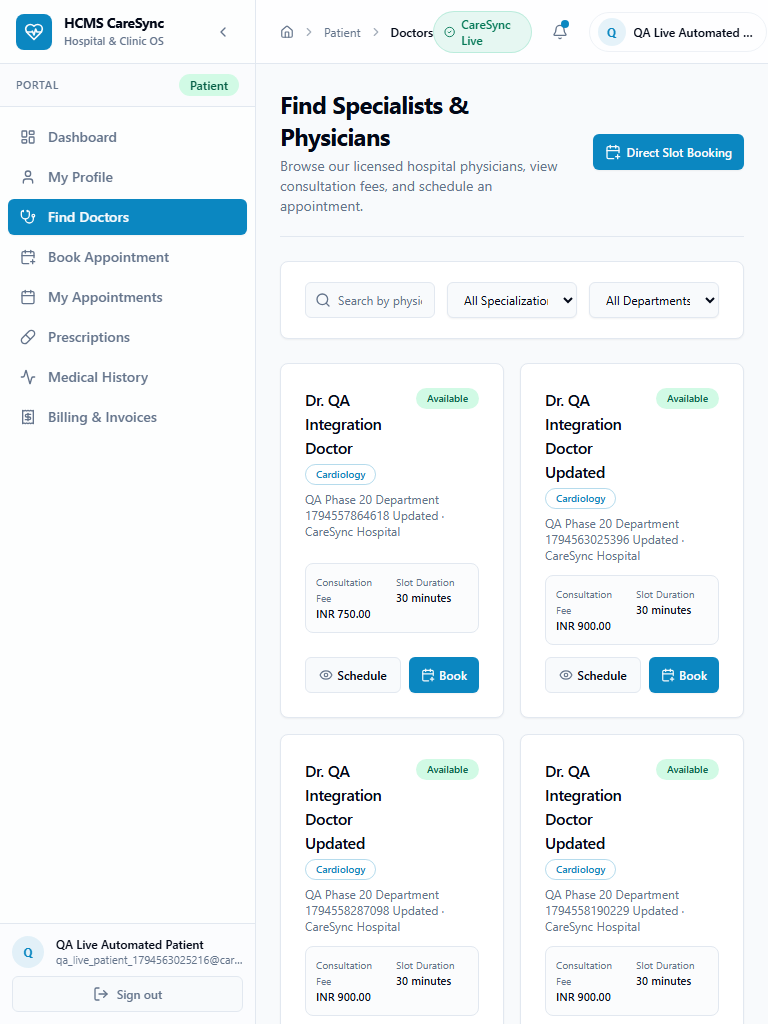 HCMS CareSync
Hospital & Clinic OS
PORTAL
Patient
Dashboard
My Profile
Find Doctors
Book Appointment
My Appointments
Prescriptions
Medical History
Billing & Invoices
Q
QA Live Automated Patient
qa_live_patient_1794563025216@car...
Sign out
Patient
Doctors
CareSync
Live
Q
QA Live Automated ...
Find Specialists &
Physicians
Browse our licensed hospital physicians, view
consultation fees, and schedule an
appointment.
Direct Slot Booking
Search by physi
All Specialization
All Departments
Dr. QA
Integration
Doctor
Available
Cardiology
QA Phase 20 Department
1794557864618 Updated ·
CareSync Hospital
Consultation
Fee
INR 750.00
Slot Duration
30 minutes
Schedule
Book
Dr. QA
Integration
Doctor
Updated
Available
Cardiology
QA Phase 20 Department
1794563025396 Updated ·
CareSync Hospital
Consultation
Fee
INR 900.00
Slot Duration
30 minutes
Schedule
Book
Dr. QA
Integration
Doctor
Updated
Available
Cardiology
QA Phase 20 Department
1794558287098 Updated ·
CareSync Hospital
Consultation
Fee
INR 900.00
Slot Duration
30 minutes
Dr. QA
Integration
Doctor
Updated
Available
Cardiology
QA Phase 20 Department
1794558190229 Updated ·
CareSync Hospital
Consultation
Fee
INR 900.00
Slot Duration
30 minutes